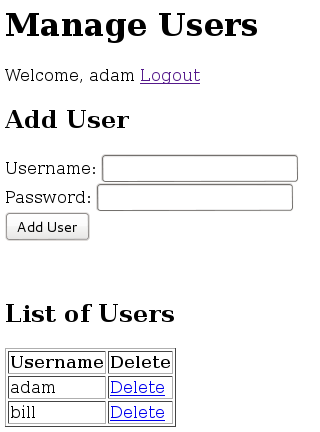 Manage Users
Welcome, adam Logout
Add User
Username:
Password:
Add User
List of Users
Username Delete
adam Delete
bill Delete